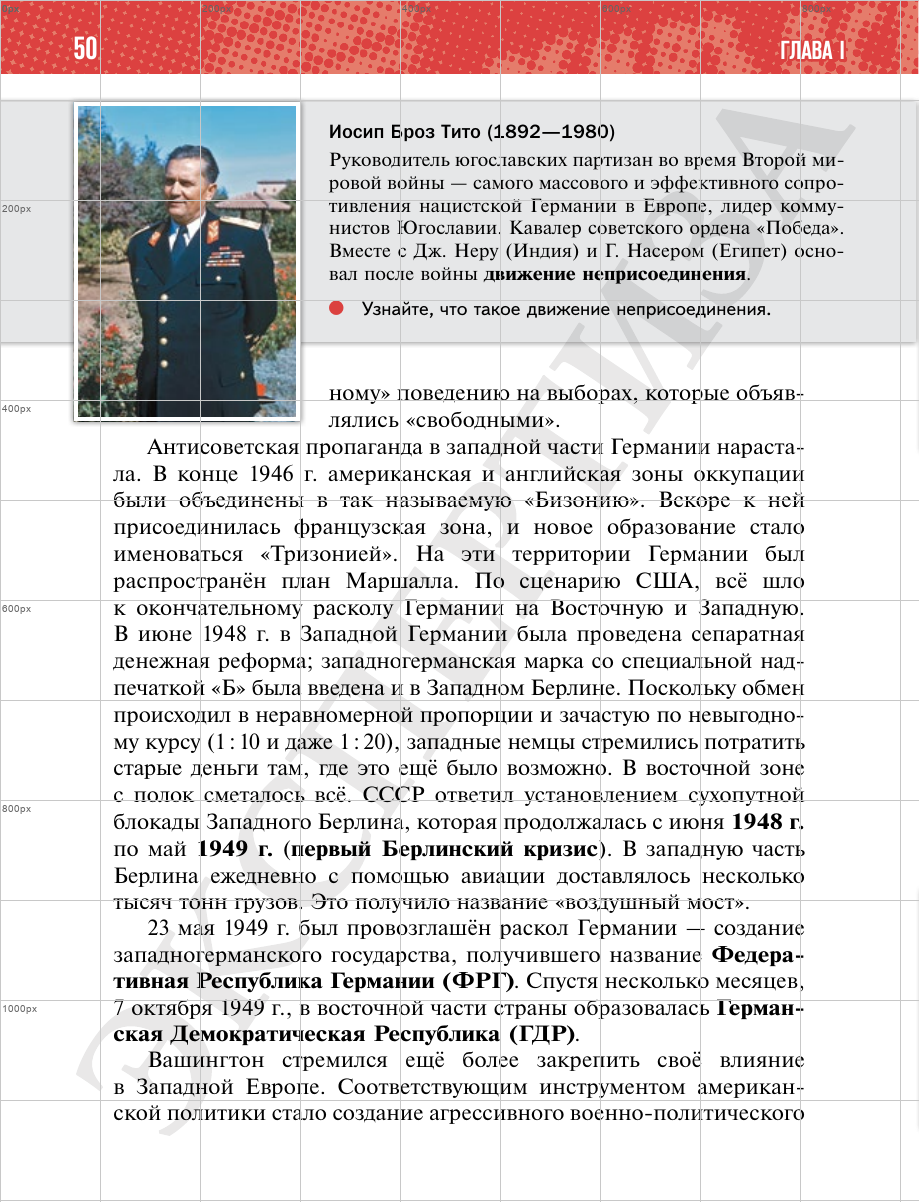 50
ГЛАВА I
Иосип Броз Тито (1892—1980)
Руководитель югославских партизан во время Второй ми-
ровой войны — самого массового и эффективного сопро-
тивления нацистской Германии в Европе, лидер комму-
нистов Югославии. Кавалер советского ордена «Победа».
Вместе с Дж. Неру (Индия) и Г. Насером (Египет) осно-
вал после войны движение неприсоединения.
Узнайте, что такое движение неприсоединения.
ному» поведению на выборах, которые объяв-
лялись «свободными».
Антисоветская пропаганда в западной части Германии нараста-
ла. В конце 1946 г. американская и английская зоны оккупации
были объединены в так называемую «Бизонию». Вскоре к ней
присоединилась французская зона, и новое образование стало
именоваться «Тризонией». На эти территории Германии был
распространён план Маршалла. По сценарию США, всё шло
к окончательному расколу Германии на Восточную и Западную.
В июне 1948 г. в Западной Германии была проведена сепаратная
денежная реформа; западногерманская марка со специальной над-
печаткой «Б» была введена и в Западном Берлине. Поскольку обмен
происходил в неравномерной пропорции и зачастую по невыгодно-
му курсу (1 : 10 и даже 1 : 20), западные немцы стремились потратить
старые деньги там, где это ещё было возможно. В восточной зоне
с полок сметалось всё. СССР ответил установлением сухопутной
блокады Западного Берлина, которая продолжалась с июня 1948 г.
по май 1949 г. (первый Берлинский кризис). В западную часть
Берлина ежедневно с помощью авиации доставлялось несколько
тысяч тонн грузов. Это получило название «воздушный мост».
23 мая 1949 г. был провозглашён раскол Германии — создание
западногерманского государства, получившего название Федера-
тивная Республика Германии (ФРГ). Спустя несколько месяцев,
7 октября 1949 г., в восточной части страны образовалась Герман-
ская Демократическая Республика (ГДР).
Вашингтон стремился ещё более закрепить своё влияние
в Западной Европе. Соответствующим инструментом американ-
ской политики стало создание агрессивного военно-политического
ЭКСПЕРТИЗА
200px
400px
600px
800px
1000px